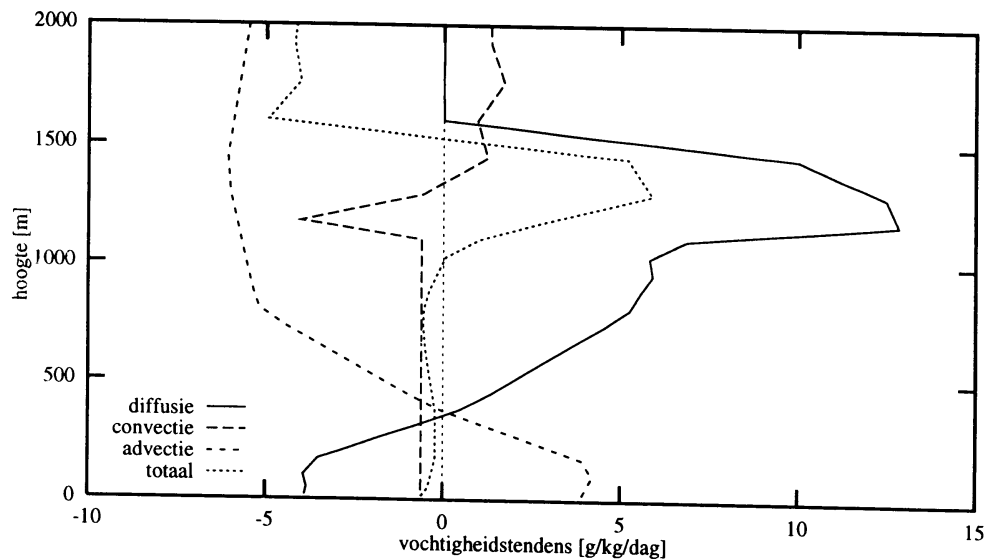 2000
1500
1000
500
0
hoogte [m]
diffusie
convectie
advectie
totaal
-10
-5
0
5
10
15
vochtigheidstendens [g/kg/dag]